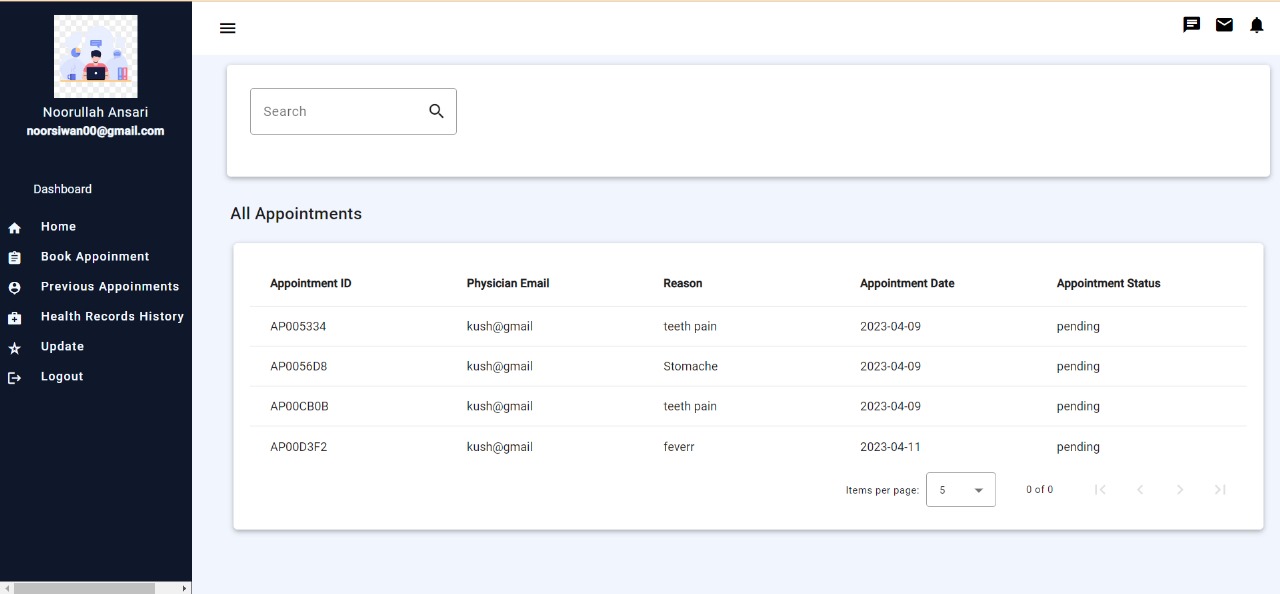 Noorullah Ansari
noorsiwan00@gmail.com
Dashboard
Home
Book Appoinment
Previous Appoinments
Health Records History
Update
Logout
Search
All Appointments
Appointment ID Physician Email Reason Appointment Date Appointment Status
AP005334 kush@gmail teeth pain 2023-04-09 pending
AP0056D8 kush@gmail Stomache 2023-04-09 pending
AP00CB0B kush@gmail teeth pain 2023-04-09 pending
AP00D3F2 kush@gmail feverr 2023-04-11 pending
Items per page: 5 0 of 0